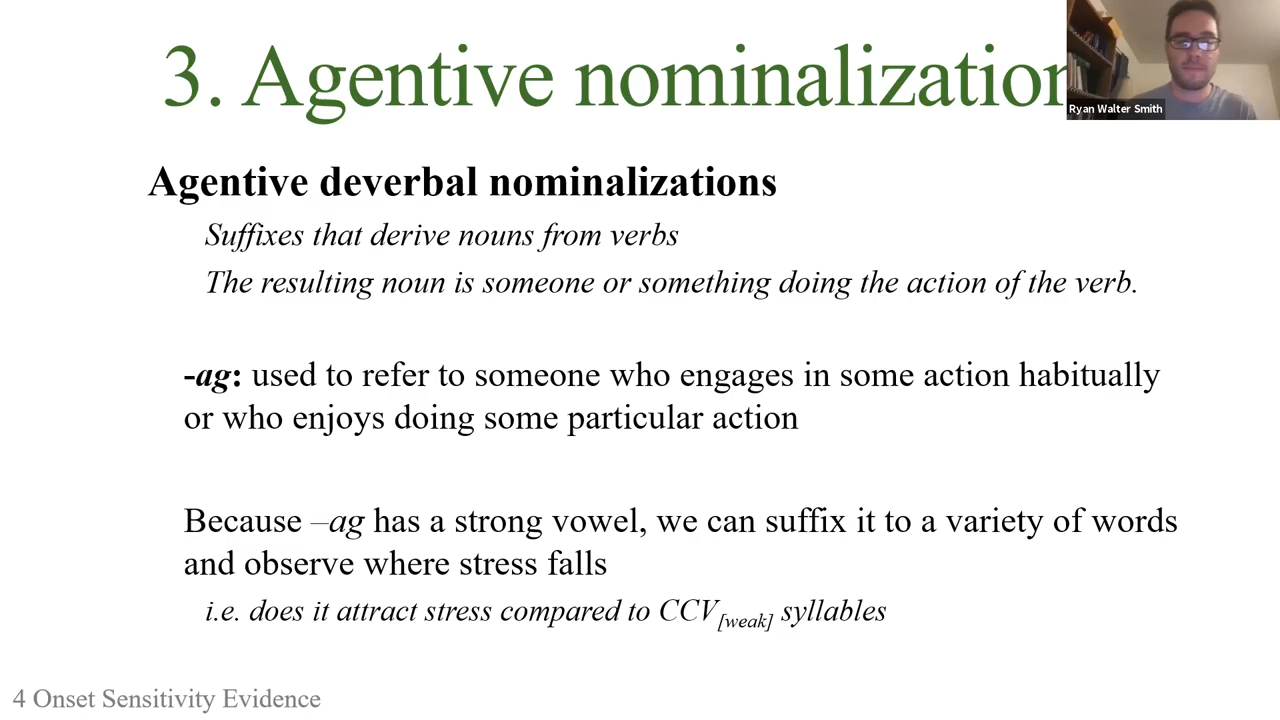 3. Agentive nominalization
Ryan Walter Smith
Agentive deverbal nominalizations
Suffixes that derive nouns from verbs
The resulting noun is someone or something doing the action of the verb.
-ag: used to refer to someone who engages in some action habitually
or who enjoys doing some particular action
Because –ag has a strong vowel, we can suffix it to a variety of words
and observe where stress falls
i.e. does it attract stress compared to CCV[weak] syllables
4 Onset Sensitivity Evidence